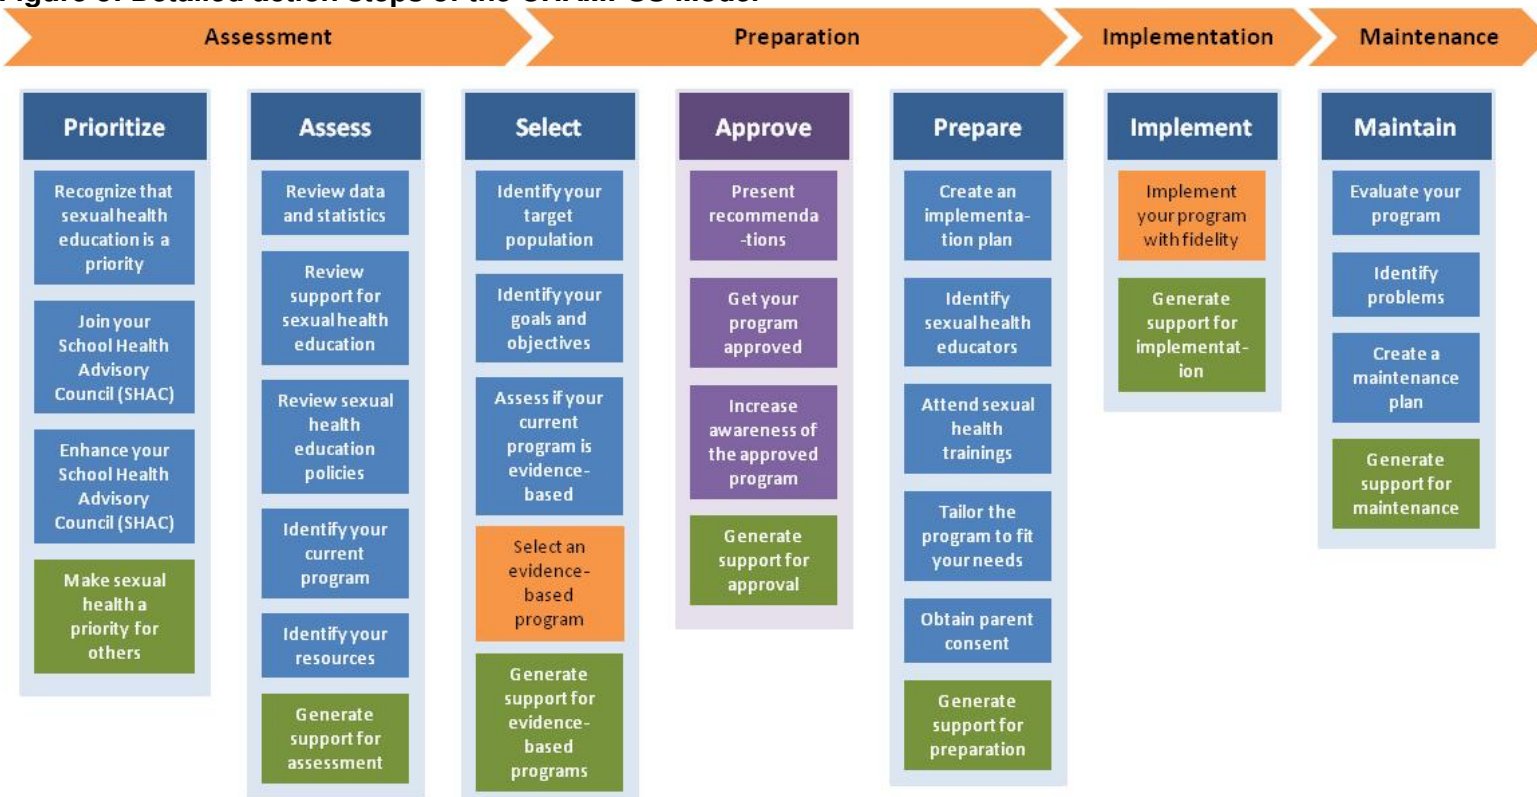 Figure Detailed action steps of the Model
Assessment
Preparation
Implementation
Maintenance
Prioritize
Recognize that
sexual health
education is a
priority
Join your
School Health
Advisory
Council (SHAC)
Enhance your
School Health
Advisory
Council (SHAC)
Make sexual
health a
priority for
others
Assess
Review data
and statistics
Review
support for
sexual health
education
Review sexual
health
education
policies
Identify your
current
program
Identify your
resources
Generate
support for
assessment
Select
Identify your
target
population
Identify your
goals and
objectives
Assess if your
current
program is
evidence-
based
Select an
evidence-
based
program
Generate
support for
evidence-
based
programs
Approve
Present
recommenda
-tions
Get your
program
approved
Increase
awareness of
the approved
program
Generate
support for
approval
Prepare
Create an
implementa-
tion plan
Identify
sexual health
educators
Attend sexual
health
trainings
Tailor the
program to fit
your needs
Obtain parent
consent
Generate
support for
preparation
Implement
Implement
your program
with fidelity
Generate
support for
implementat-
ion
Maintain
Evaluate your
program
Identify
problems
Create a
maintenance
plan
Generate
support for
maintenance